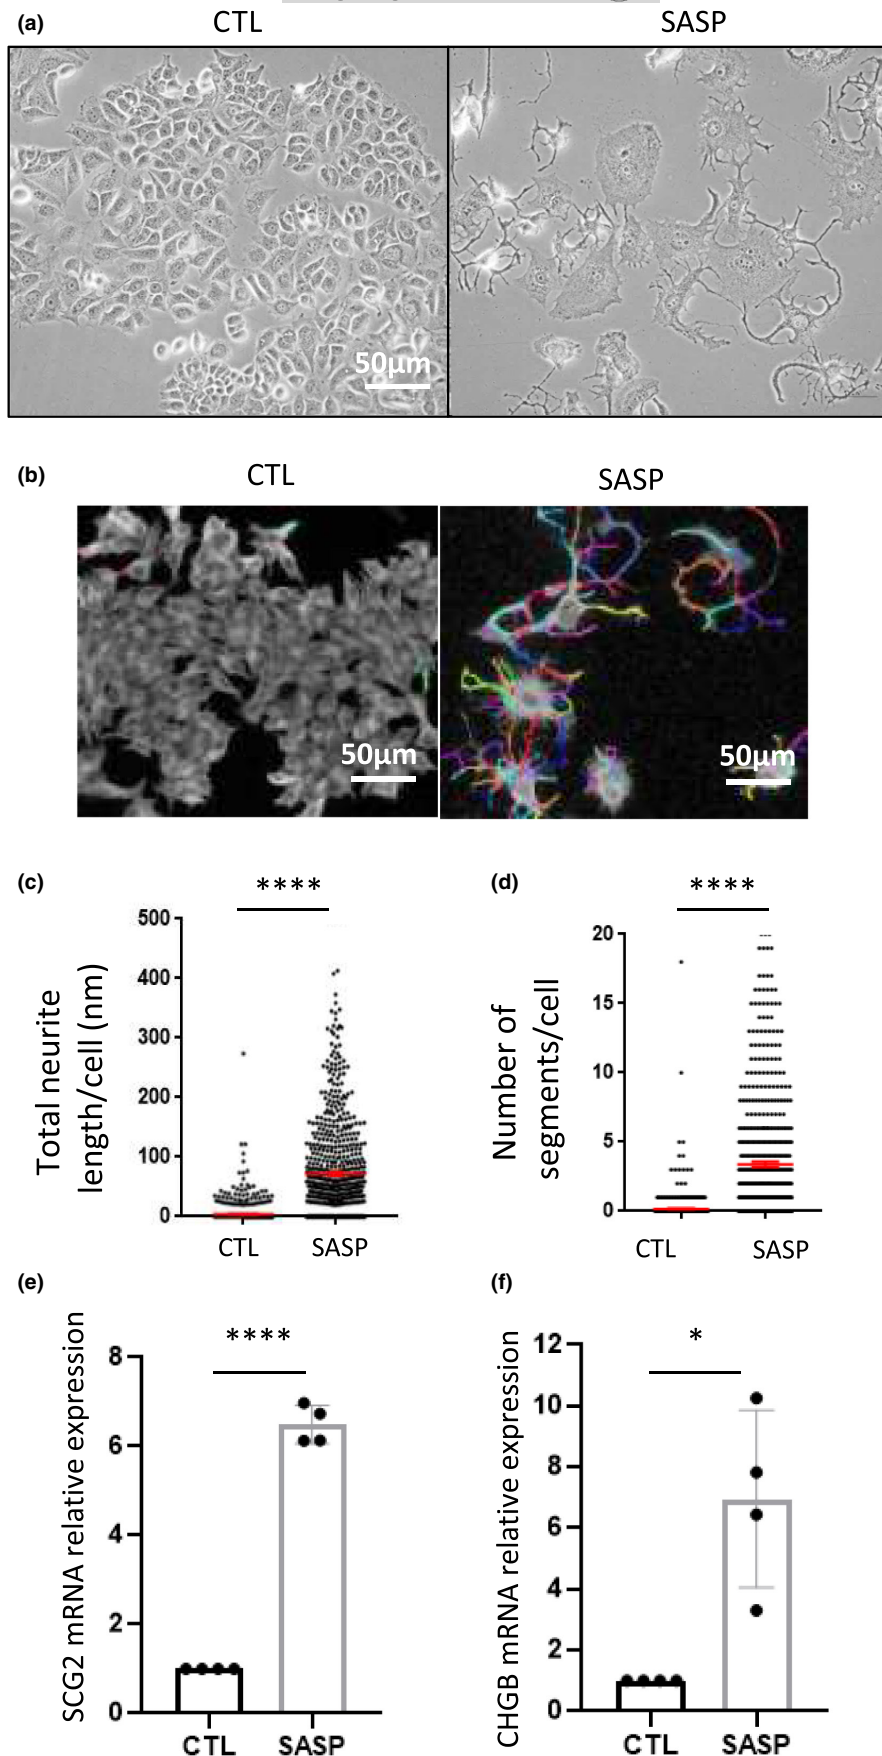 (a)
CTL
SASP
50µm
(b)
CTL
SASP
50µm
50µm
(c)
****
Total neurite
length/cell (nm)
500
400
300
200
100
0
CTL
SASP
(d)
****
Number of
segments/cell
20
15
10
5
0
CTL
SASP
(e)
****
SCG2 mRNA relative expression
8
6
4
2
0
CTL
SASP
(f)
*
CHGB mRNA relative expression
12
10
8
6
4
2
0
CTL
SASP